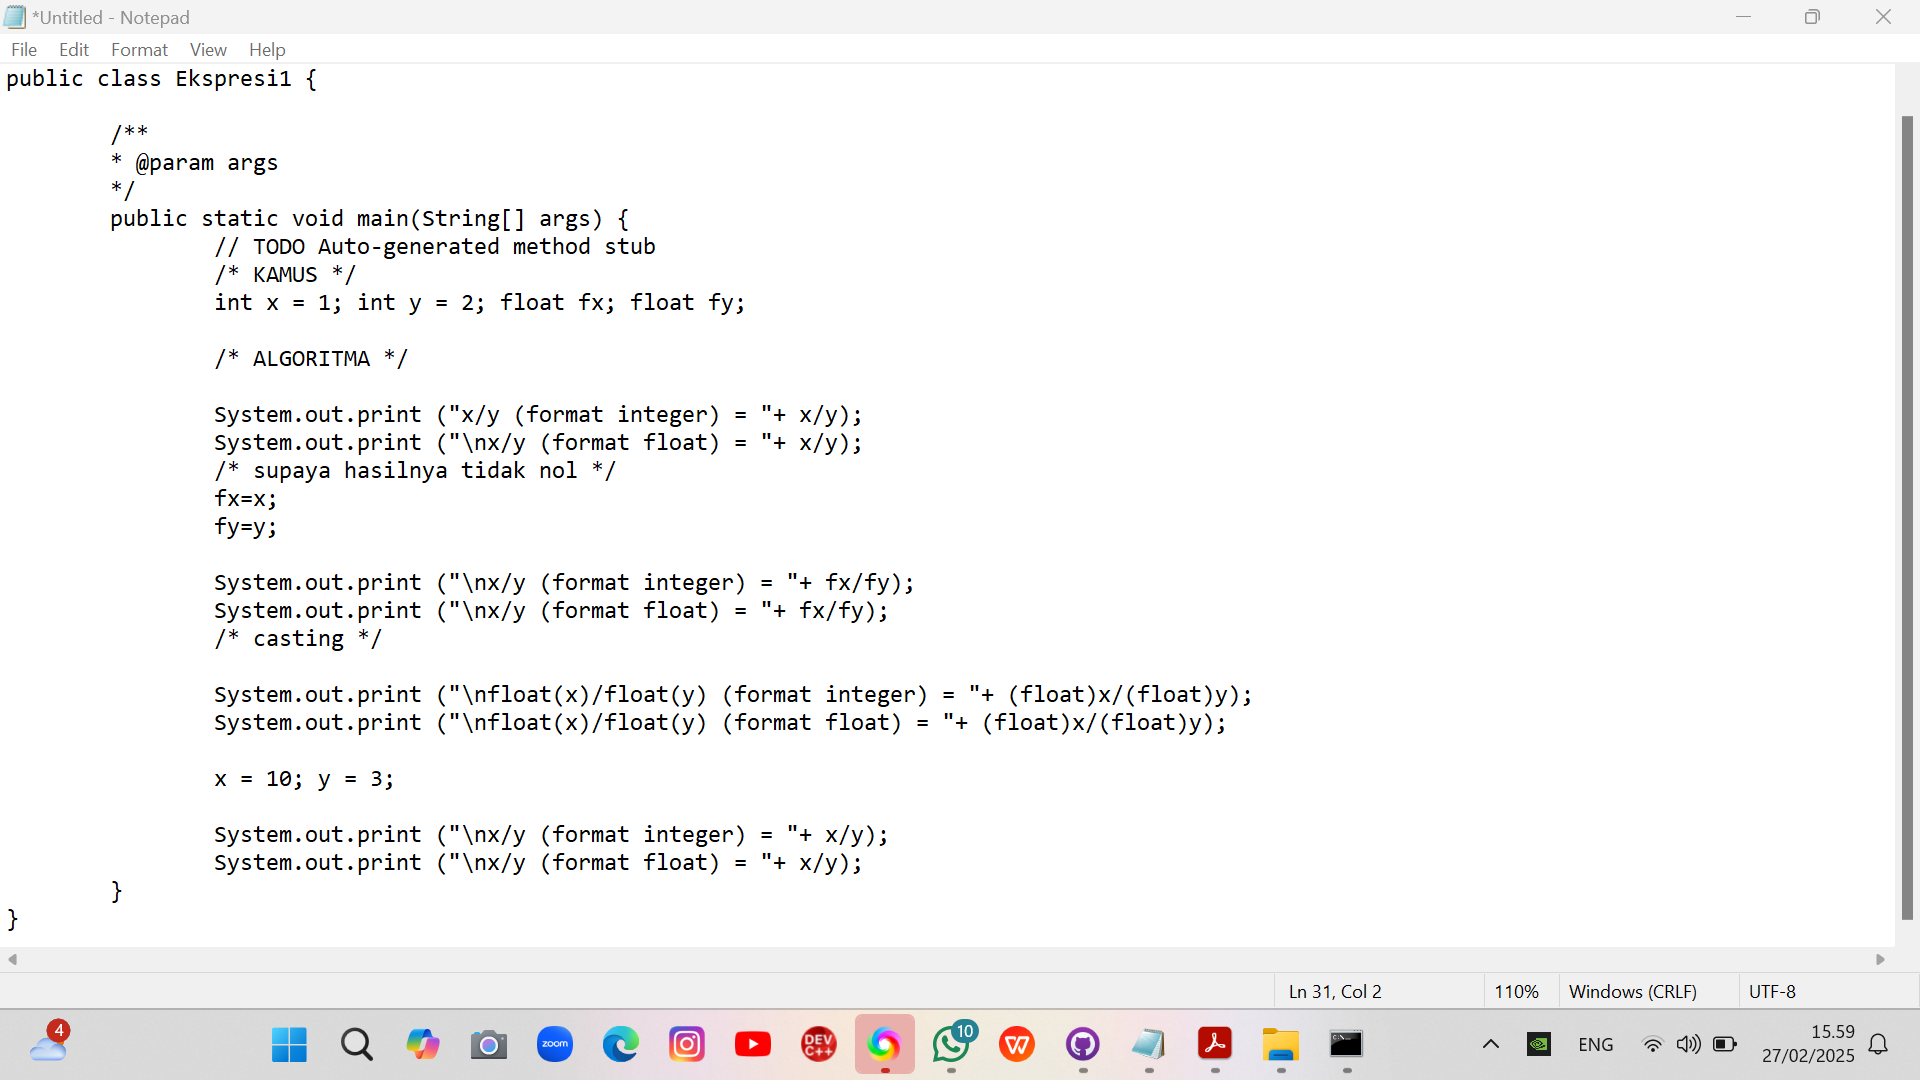 *Untitled - Notepad
File Edit Format View Help
public class Ekspresi1 {
/**
* @param args
*/
public static void main(String[] args) {
// TODO Auto-generated method stub
/* KAMUS */
int x = 1; int y = 2; float fx; float fy;
/* ALGORITMA */
System.out.print ("x/y (format integer) = "+ x/y);
System.out.print ("\nx/y (format float) = "+ x/y);
/* supaya hasilnya tidak nol */
fx=x;
fy=y;
System.out.print ("\nx/y (format integer) = "+ fx/fy);
System.out.print ("\nx/y (format float) = "+ fx/fy);
/* casting */
System.out.print ("\nfloat(x)/float(y) (format integer) = "+ (float)x/(float)y);
System.out.print ("\nfloat(x)/float(y) (format float) = "+ (float)x/(float)y);
x = 10; y = 3;
System.out.print ("\nx/y (format integer) = "+ x/y);
System.out.print ("\nx/y (format float) = "+ x/y);
}
}
Ln 31, Col 2 110% Windows (CRLF) UTF-8
4
zoom
DEV C++
10
ENG
15.59
27/02/2025